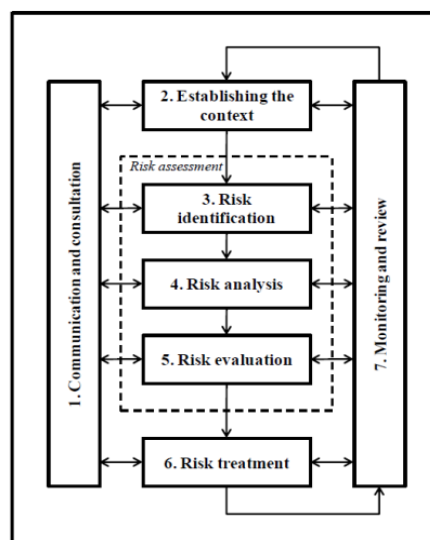 1. Communication and consultation
2. Establishing the
context
Risk assessment
3. Risk
identification
4. Risk analysis
5. Risk evaluation
6. Risk treatment
7. Monitoring and review